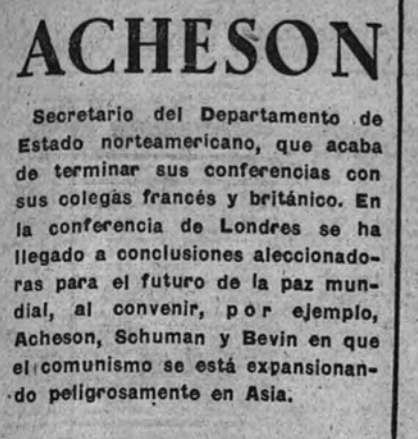 ACHESON
Secretario del Departamento de
Estado norteamericano, que acaba
de terminar sus conferencias con
sus colegas francés y británico. En
la conferencia de Londres se ha
llegado a conclusiones aleccionado-
ras para el futuro de la paz mun-
dial, al convenir, por ejemplo,
Acheson, Schuman y Bevin en que
el comunismo se está expansionan-
do peligrosamente en Asia.